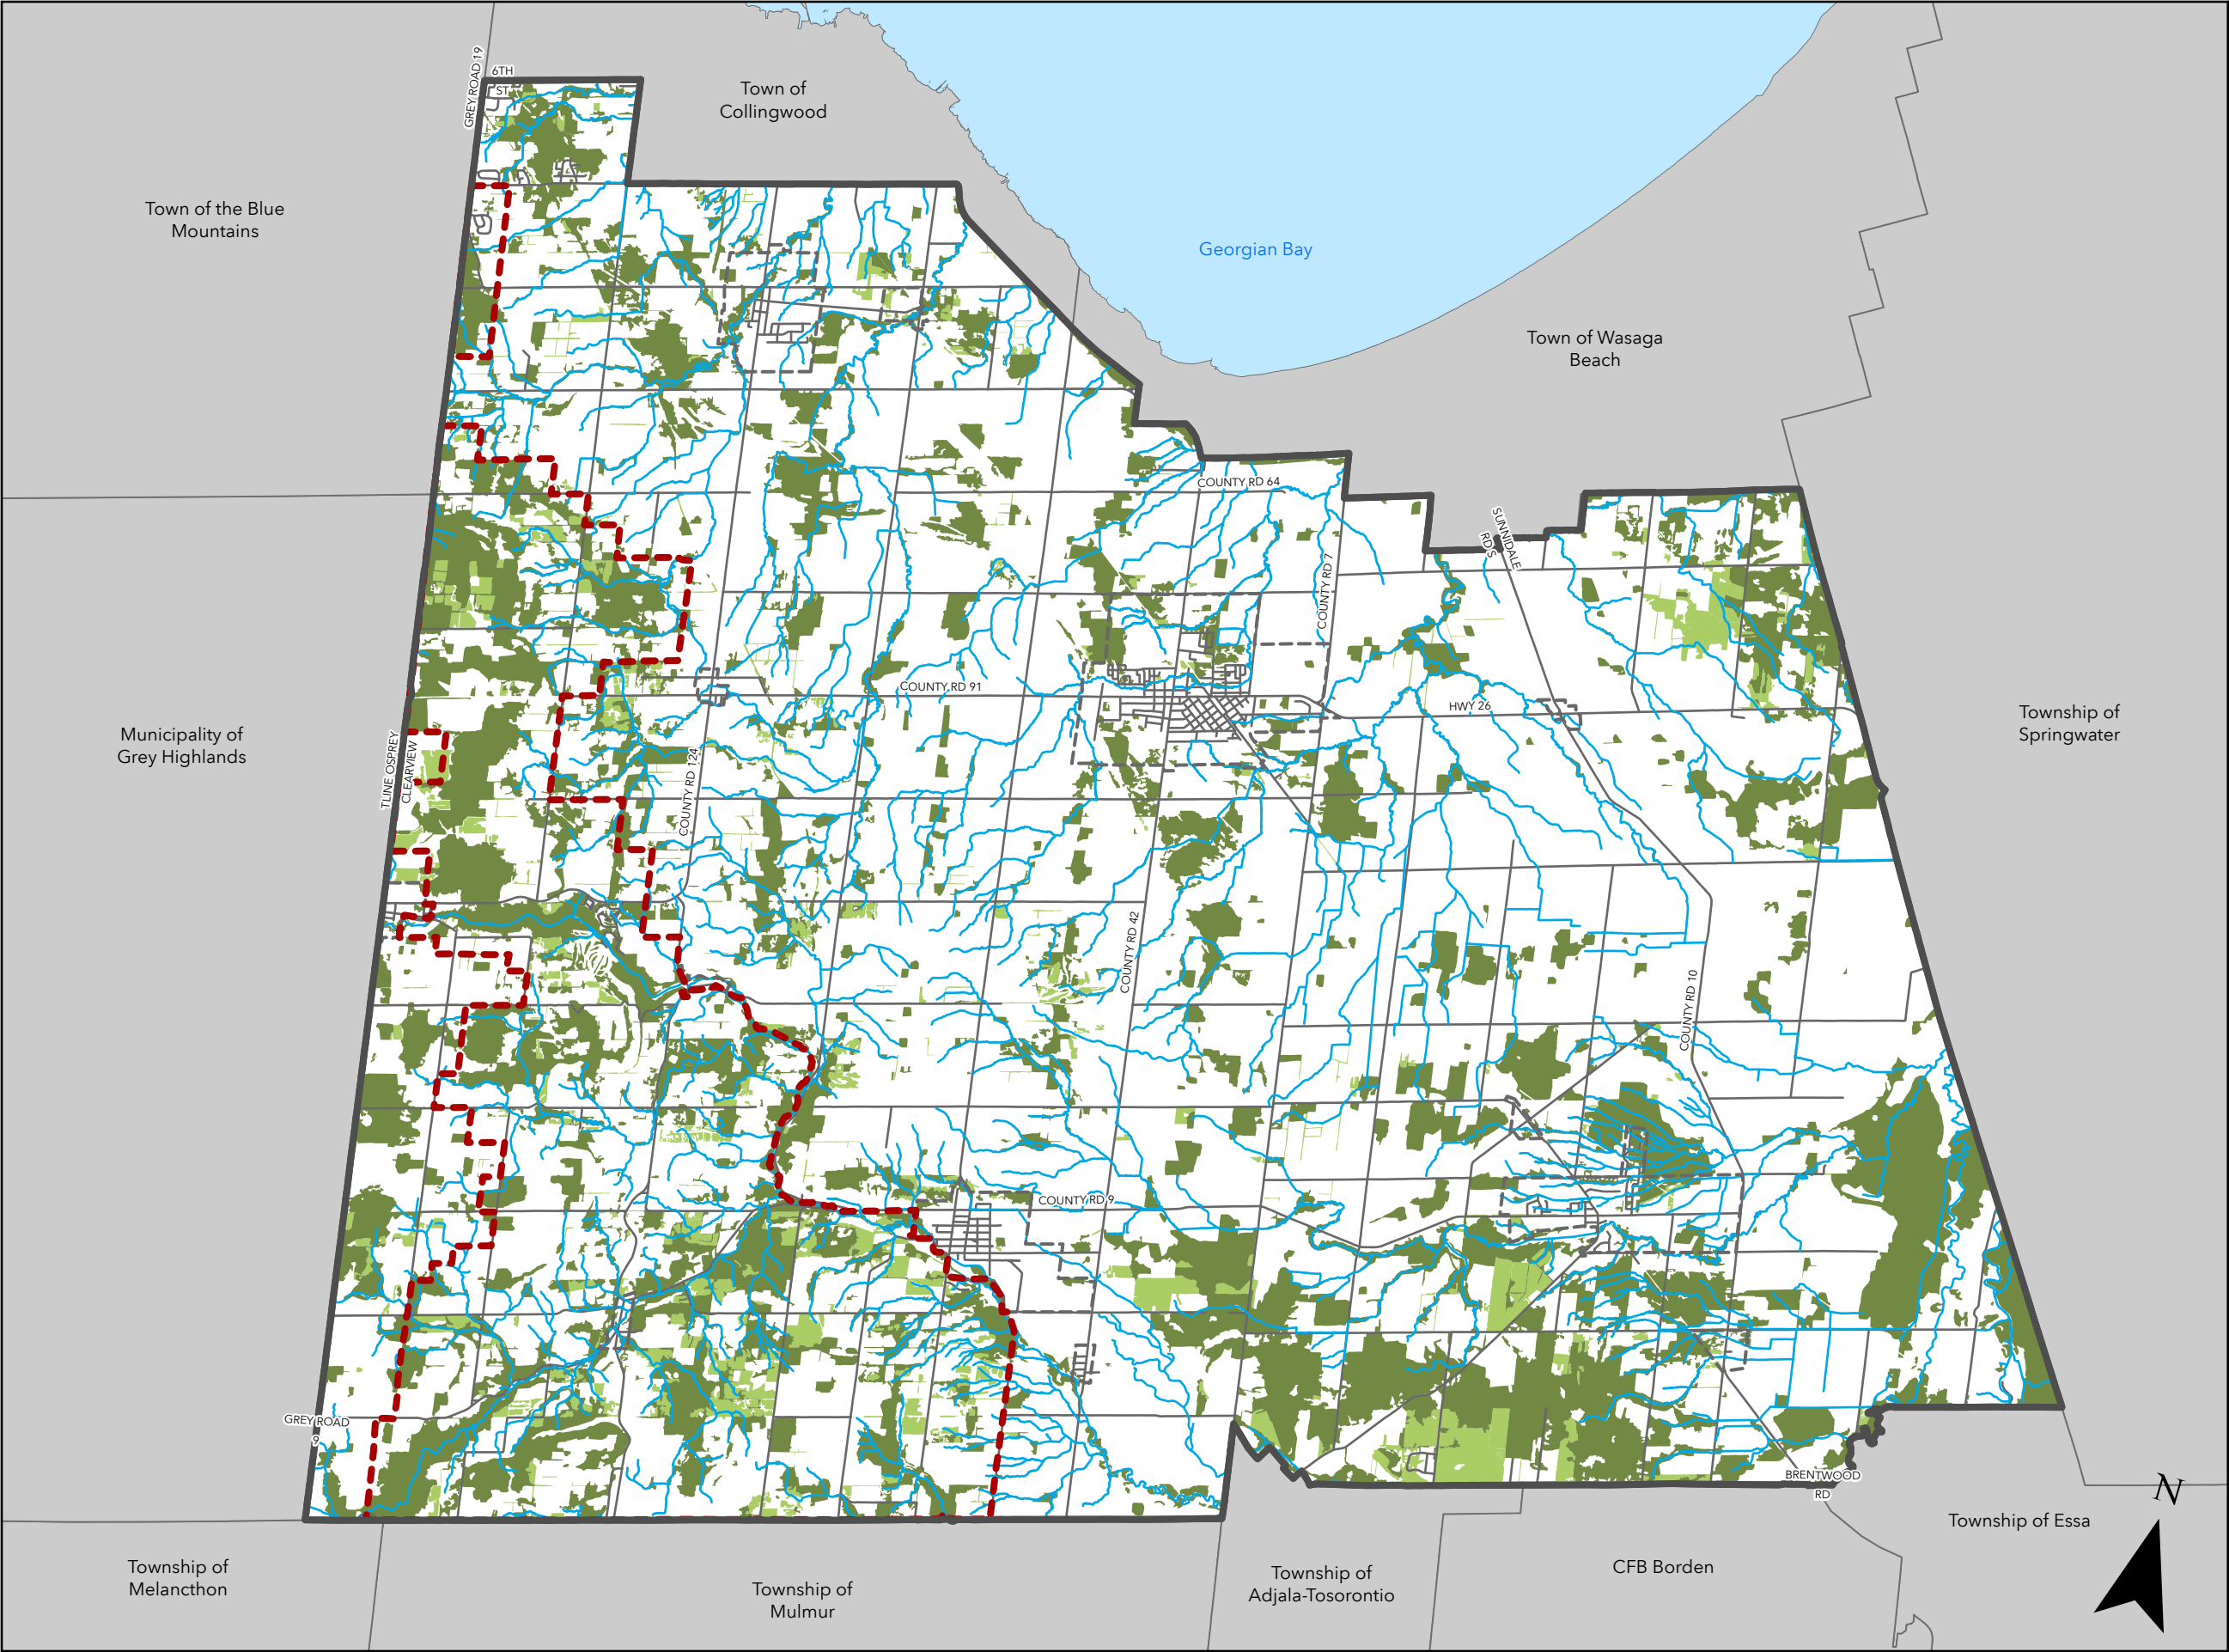 GREY ROAD 19
6TH
ST
Town of
Collingwood
Town of the Blue
Mountains
Georgian Bay
Town of Wasaga
Beach
COUNTY RD 64
SUNNIDALE
RD S
COUNTY RD 7
COUNTY RD 91
HWY 26
Municipality of
Grey Highlands
TLINE OSPREY
CLEARVIEW
COUNTY RD 124
Township of
Springwater
COUNTY RD 42
COUNTY RD 10
COUNTY RD 9
GREY ROAD
9
BRENTWOOD
RD
N
Township of Essa
Township of
Melancthon
Township of
Mulmur
Township of
Adjala-Tosorontio
CFB Borden